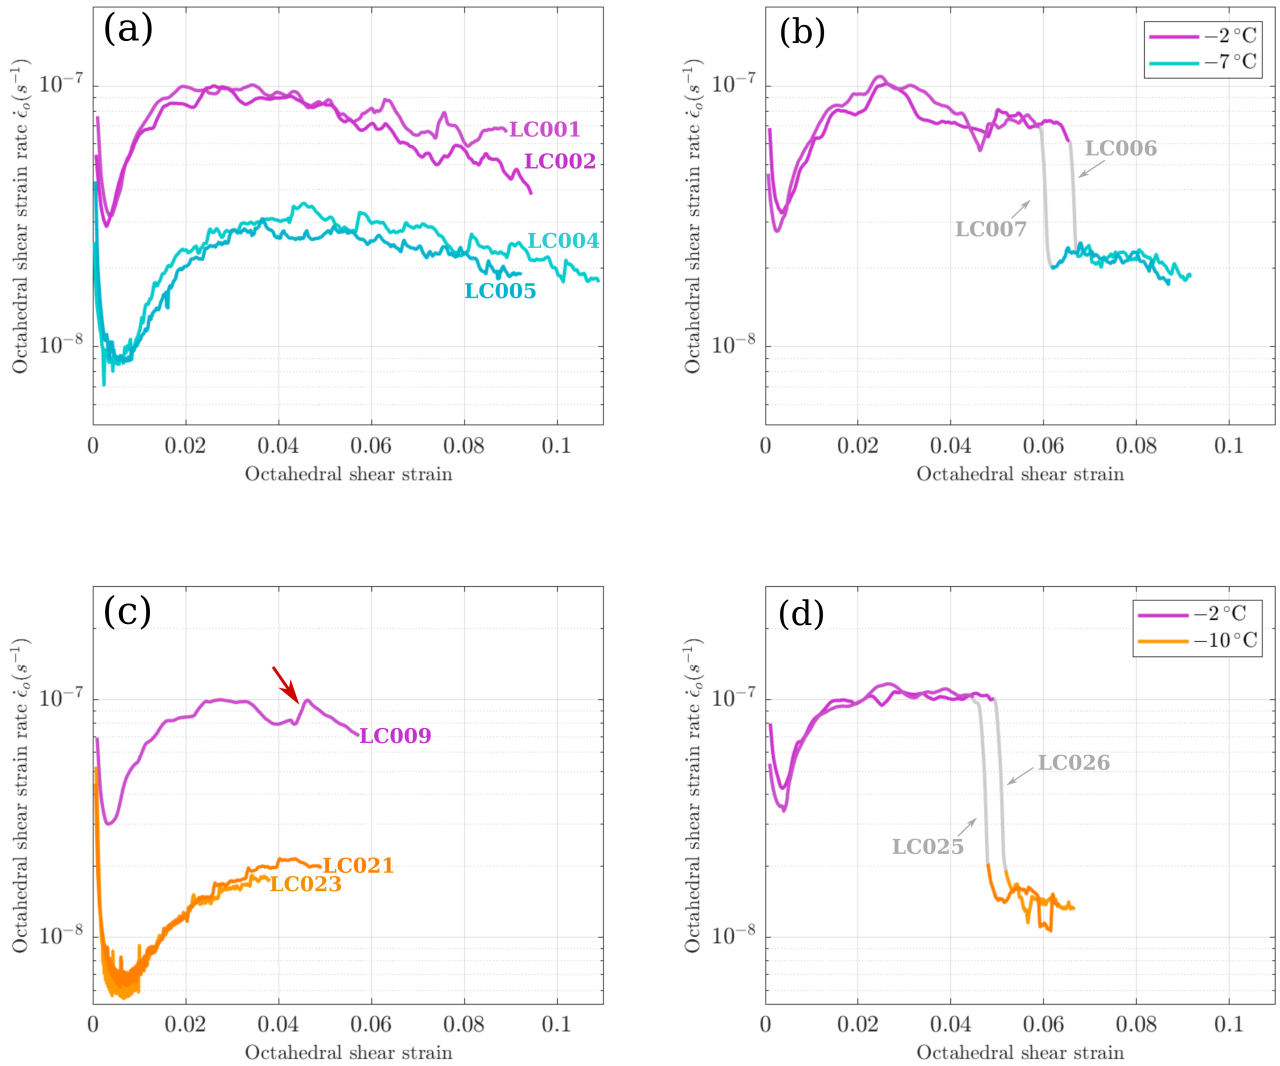 (a)
Octahedral shear strain rate ε̇ₒ(s⁻¹)
10⁻⁷
10⁻⁸
LC001
LC002
LC004
LC005
0 0.02 0.04 0.06 0.08 0.1
Octahedral shear strain
(b)
−2 °C
−7 °C
Octahedral shear strain rate ε̇ₒ(s⁻¹)
10⁻⁷
10⁻⁸
LC006
LC007
0 0.02 0.04 0.06 0.08 0.1
Octahedral shear strain
(c)
Octahedral shear strain rate ε̇ₒ(s⁻¹)
10⁻⁷
10⁻⁸
LC009
LC021
LC023
0 0.02 0.04 0.06 0.08 0.1
Octahedral shear strain
(d)
−2 °C
−10 °C
Octahedral shear strain rate ε̇ₒ(s⁻¹)
10⁻⁷
10⁻⁸
LC026
LC025
0 0.02 0.04 0.06 0.08 0.1
Octahedral shear strain